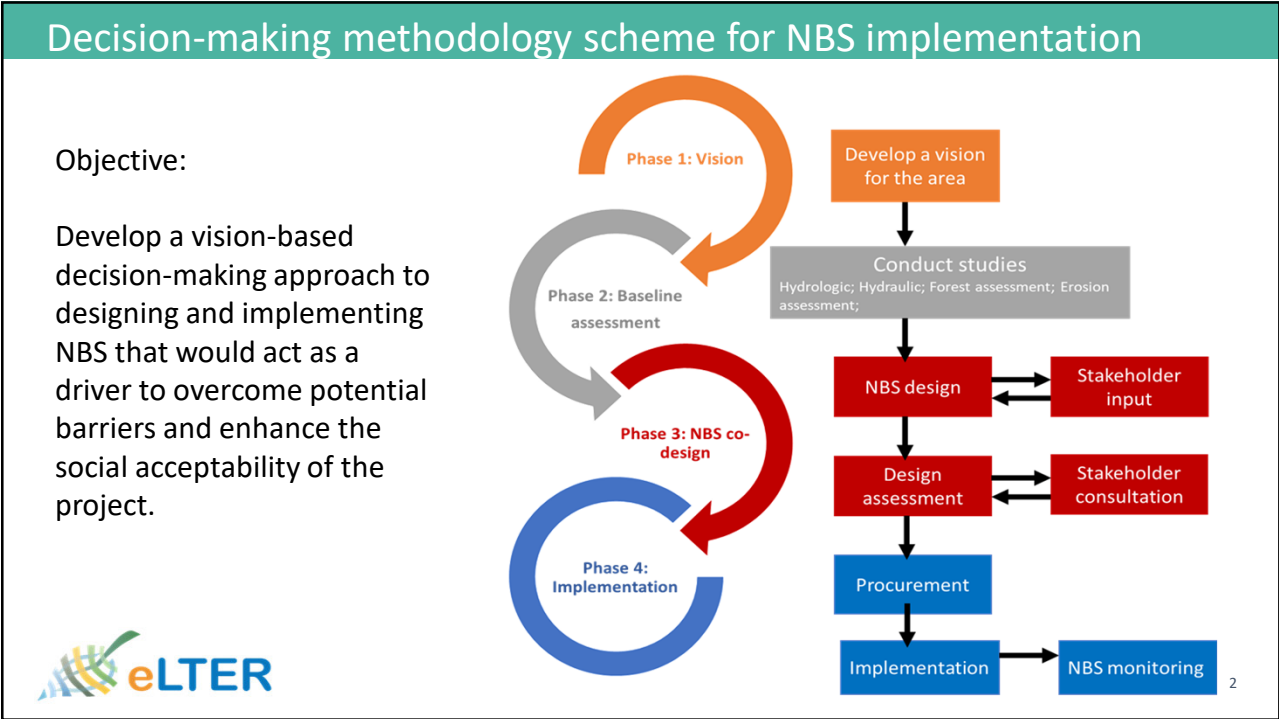 Decision-making methodology scheme for NBS implementation
Objective:
Develop a vision-based
decision-making approach to
designing and implementing
NBS that would act as a
driver to overcome potential
barriers and enhance the
social acceptability of the
project.
Phase 1: Vision
Phase 2: Baseline
assessment
Phase 3: NBS co-
design
Phase 4:
Implementation
Develop a vision
for the area
Conduct studies
Hydrologic; Hydraulic; Forest assessment; Erosion
assessment;
NBS design
Stakeholder
input
Design
assessment
Stakeholder
consultation
Procurement
Implementation
NBS monitoring
eLTER
2